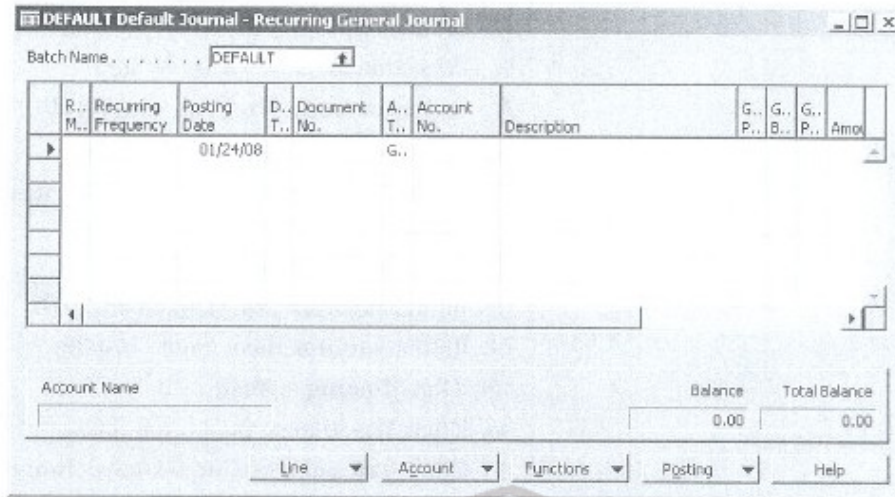 DEFAULT Default Journal - Recurring General Journal
Batch Name . . . . . . . DEFAULT
R.. M.. Recurring Frequency Posting Date D.. T.. Document No. A.. T.. Account No. Description G.. P.. G.. B.. G.. P.. Amou
01/24/08 G..
Account Name Balance Total Balance
0.00 0.00
Line Account Functions Posting Help